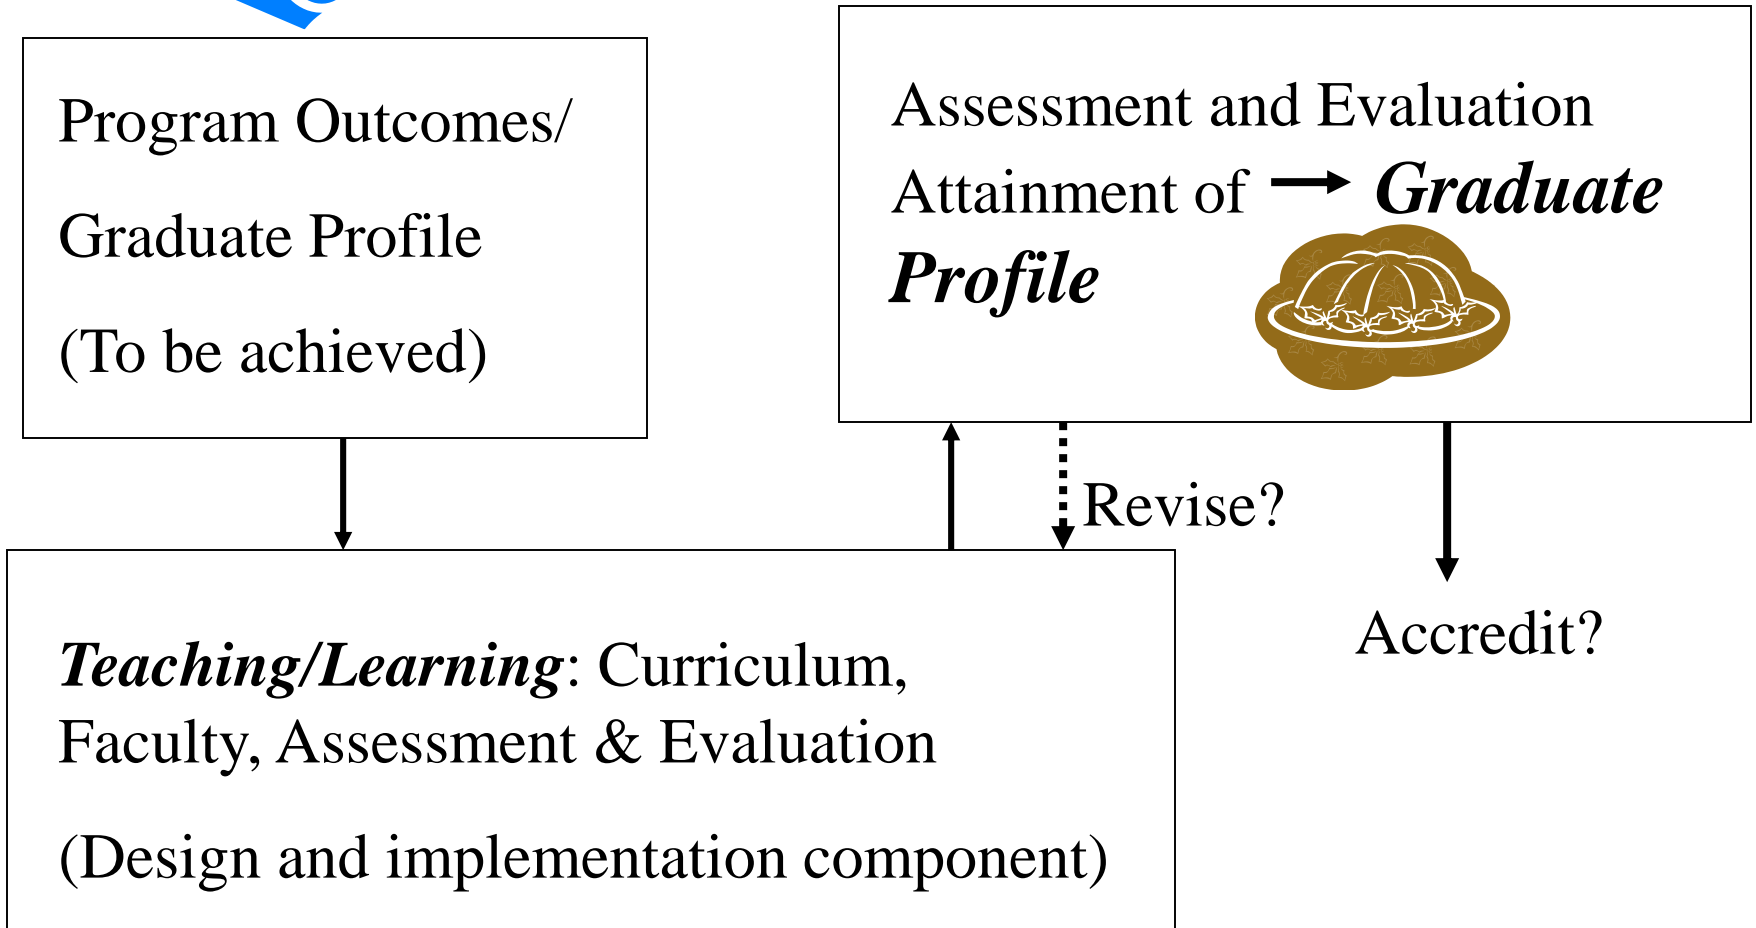 Program Outcomes/
Graduate Profile
(To be achieved)
Assessment and Evaluation
Attainment of → Graduate
Profile
Revise?
Accredit?
Teaching/Learning: Curriculum,
Faculty, Assessment & Evaluation
(Design and implementation component)